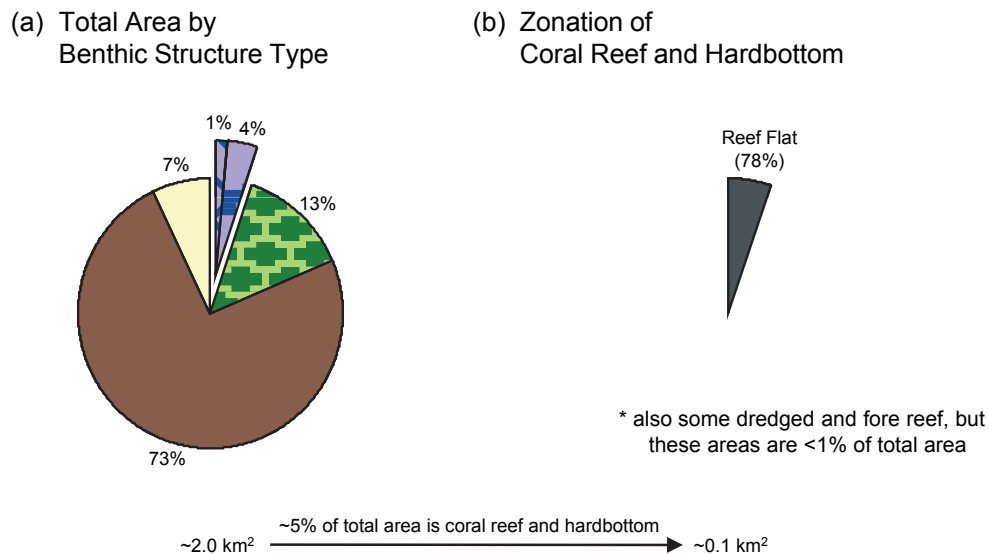 (a) Total Area by
Benthic Structure Type
(b) Zonation of
Coral Reef and Hardbottom
1%
4%
7%
13%
73%
Reef Flat
(78%)
* also some dredged and fore reef, but
these areas are <1% of total area
~5% of total area is coral reef and hardbottom
~2.0 km²
~0.1 km²